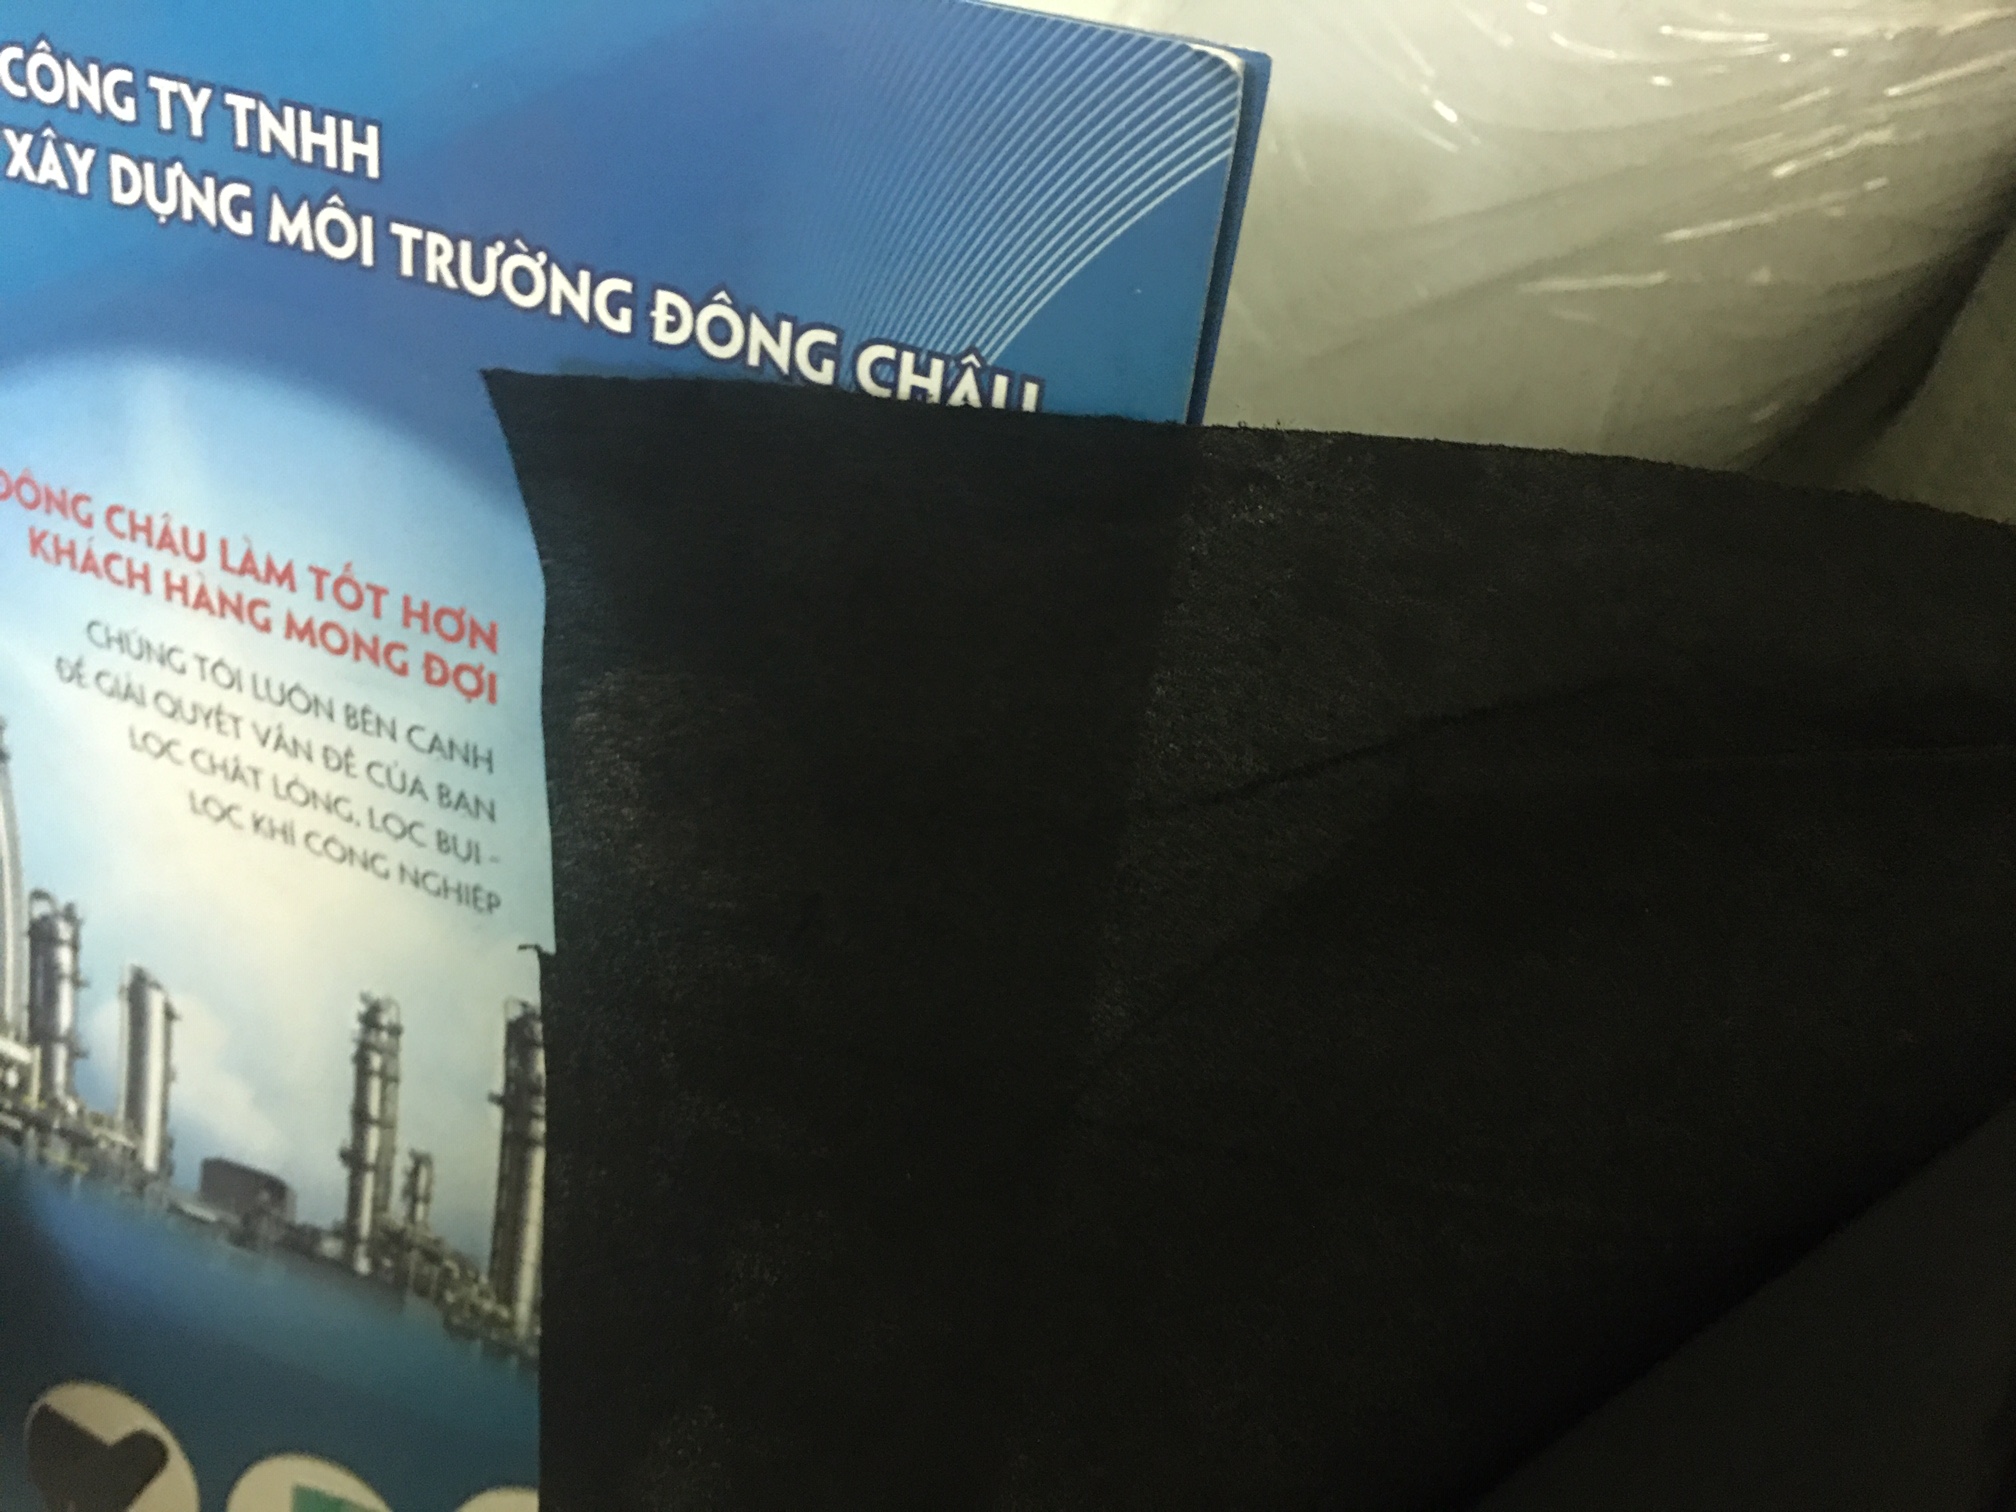 CÔNG TY TNHH
XÂY DỰNG MÔI TRƯỜNG ĐÔNG CHÂU
ĐÔNG CHÂU LÀM TỐT HƠN
KHÁCH HÀNG MONG ĐỢI
CHÚNG TÔI LUÔN BÊN CẠNH
ĐỂ GIẢI QUYẾT VẤN ĐỀ CỦA BẠN
LỌC CHẤT LỎNG, LỌC BỤI -
LỌC KHÍ CÔNG NGHIỆP